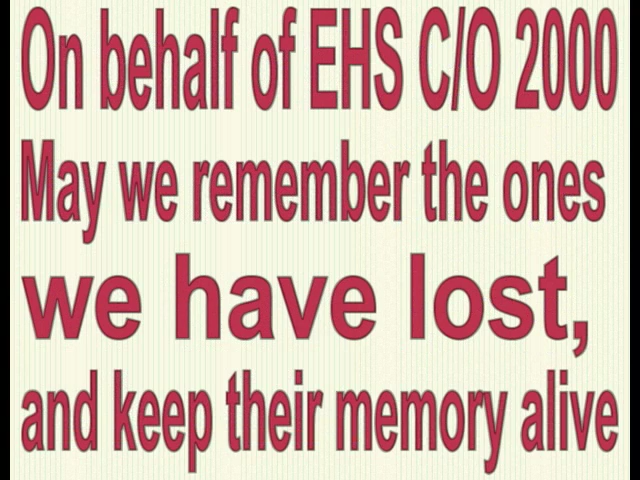 On behalf of EHS C/O 2000
May we remember the ones
we have lost,
and keep their memory alive